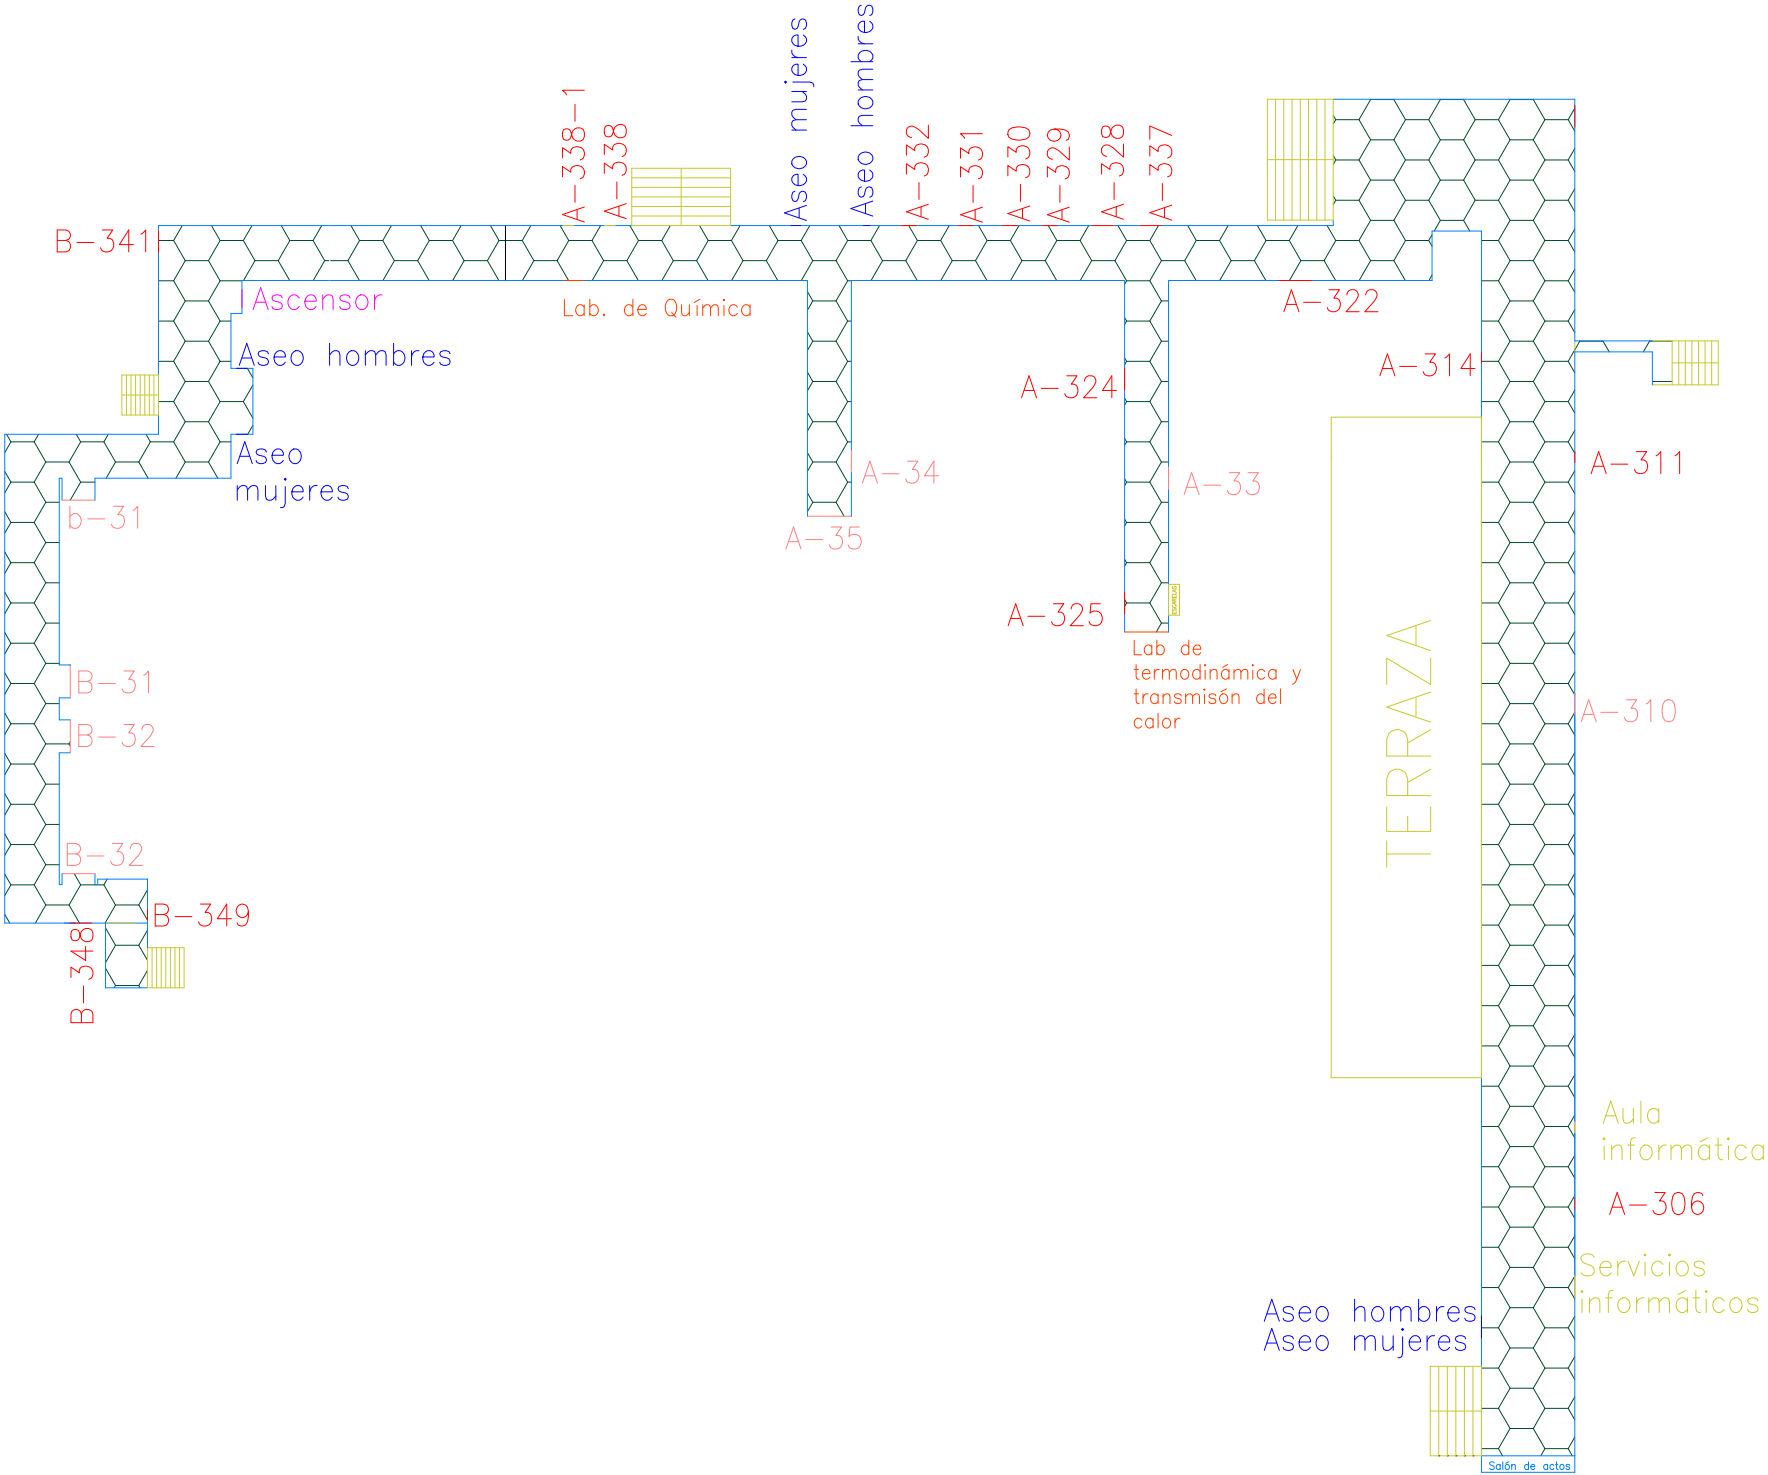 Aseo mujeres
Aseo hombres
A-338-1
A-338
A-332
A-331
A-330
A-329
A-328
A-337
B-341
Ascensor
Lab. de Química
A-322
Aseo hombres
A-314
A-324
Aseo
mujeres
A-34
A-33
A-311
b-31
A-35
A-325
Lab de
termodinámica y
transmisón del
calor
TERRAZA
B-31
A-310
B-32
B-32
B-349
B-348
Aula
informática
A-306
Servicios
informáticos
Aseo hombres
Aseo mujeres
Salón de actos